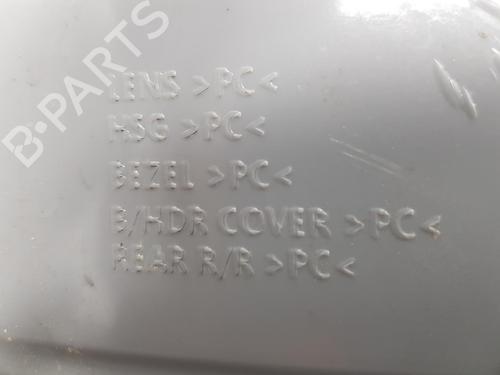 B-PARTS
LENS >PC<
HSG >PC<
BEZEL >PC<
B/HDR COVER >PC<
REAR R/R >PC<